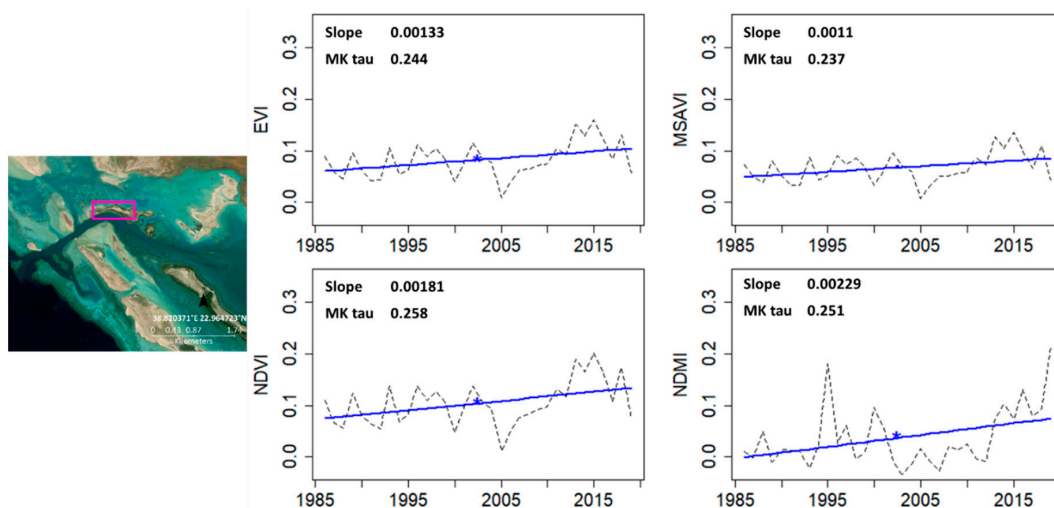 38.820371°E 22.964723°N
0 0.43 0.87 1.74
Kilometers
Slope 0.00133
MK tau 0.244
EVI
0.0 0.1 0.2 0.3
1985 1995 2005 2015
Slope 0.0011
MK tau 0.237
MSAVI
0.0 0.1 0.2 0.3
1985 1995 2005 2015
Slope 0.00181
MK tau 0.258
NDVI
0.0 0.1 0.2 0.3
1985 1995 2005 2015
Slope 0.00229
MK tau 0.251
NDMI
0.0 0.1 0.2 0.3
1985 1995 2005 2015